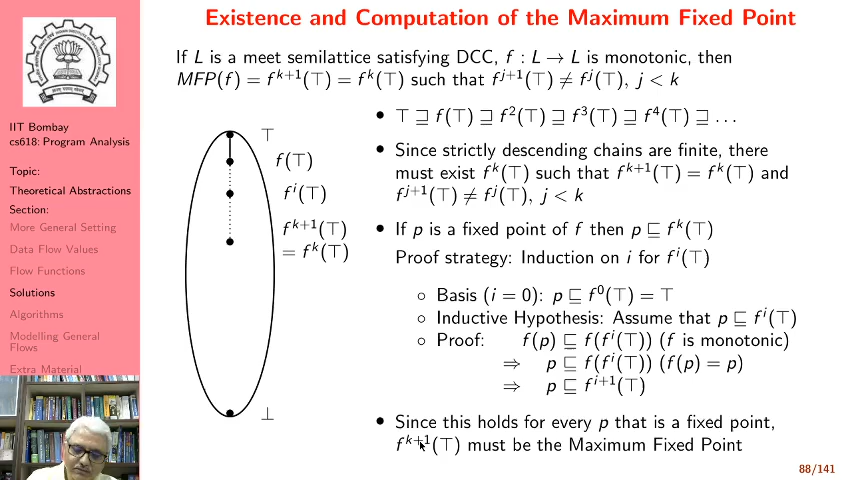 Existence and Computation of the Maximum Fixed Point
IIT Bombay
cs618: Program Analysis
Topic:
Theoretical Abstractions
Section:
More General Setting
Data Flow Values
Flow Functions
Solutions
Algorithms
Modelling General
Flows
Extra Material
If L is a meet semilattice satisfying DCC, f : L → L is monotonic, then
MFP(f) = f^{k+1}(⊤) = f^k(⊤) such that f^{j+1}(⊤) ≠ f^j(⊤), j < k
⊤
f(⊤)
f^i(⊤)
f^{k+1}(⊤)
= f^k(⊤)
⊥
• ⊤ ⊒ f(⊤) ⊒ f^2(⊤) ⊒ f^3(⊤) ⊒ f^4(⊤) ⊒ ...
• Since strictly descending chains are finite, there
must exist f^k(⊤) such that f^{k+1}(⊤) = f^k(⊤) and
f^{j+1}(⊤) ≠ f^j(⊤), j < k
• If p is a fixed point of f then p ⊑ f^k(⊤)
Proof strategy: Induction on i for f^i(⊤)
○ Basis (i = 0): p ⊑ f^0(⊤) = ⊤
○ Inductive Hypothesis: Assume that p ⊑ f^i(⊤)
○ Proof: f(p) ⊑ f(f^i(⊤)) (f is monotonic)
⇒ p ⊑ f(f^i(⊤)) (f(p) = p)
⇒ p ⊑ f^{i+1}(⊤)
• Since this holds for every p that is a fixed point,
f^{k+1}(⊤) must be the Maximum Fixed Point
88/141